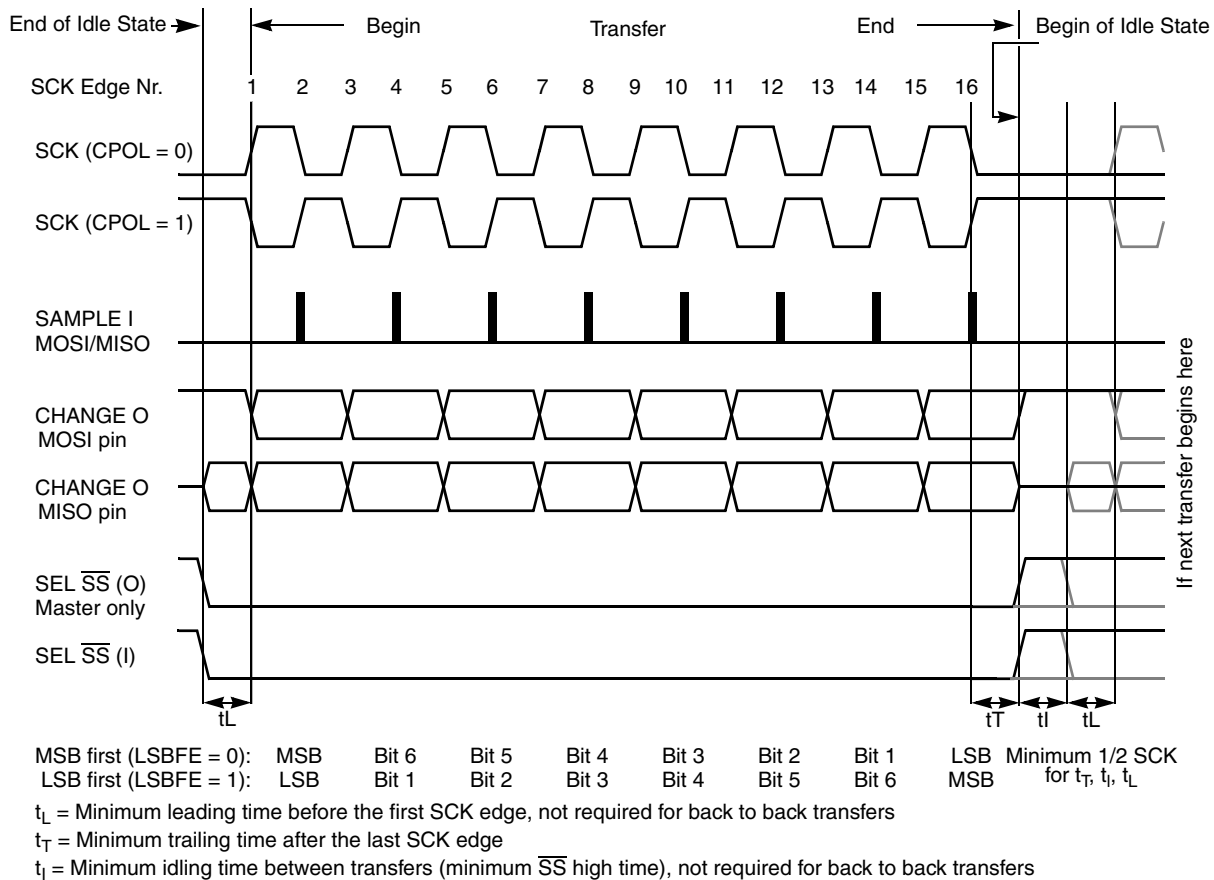 End of Idle State Begin Transfer End Begin of Idle State
SCK Edge Nr. 1 2 3 4 5 6 7 8 9 10 11 12 13 14 15 16
SCK (CPOL = 0)
SCK (CPOL = 1)
SAMPLE I
MOSI/MISO
CHANGE O
MOSI pin
CHANGE O
MISO pin
SEL S̅S̅ (O)
Master only
SEL S̅S̅ (I)
If next transfer begins here
tL tT tI tL
MSB first (LSBFE = 0): MSB Bit 6 Bit 5 Bit 4 Bit 3 Bit 2 Bit 1 LSB Minimum 1/2 SCK
LSB first (LSBFE = 1): LSB Bit 1 Bit 2 Bit 3 Bit 4 Bit 5 Bit 6 MSB for tT, tI, tL
tL = Minimum leading time before the first SCK edge, not required for back to back transfers
tT = Minimum trailing time after the last SCK edge
tI = Minimum idling time between transfers (minimum S̅S̅ high time), not required for back to back transfers